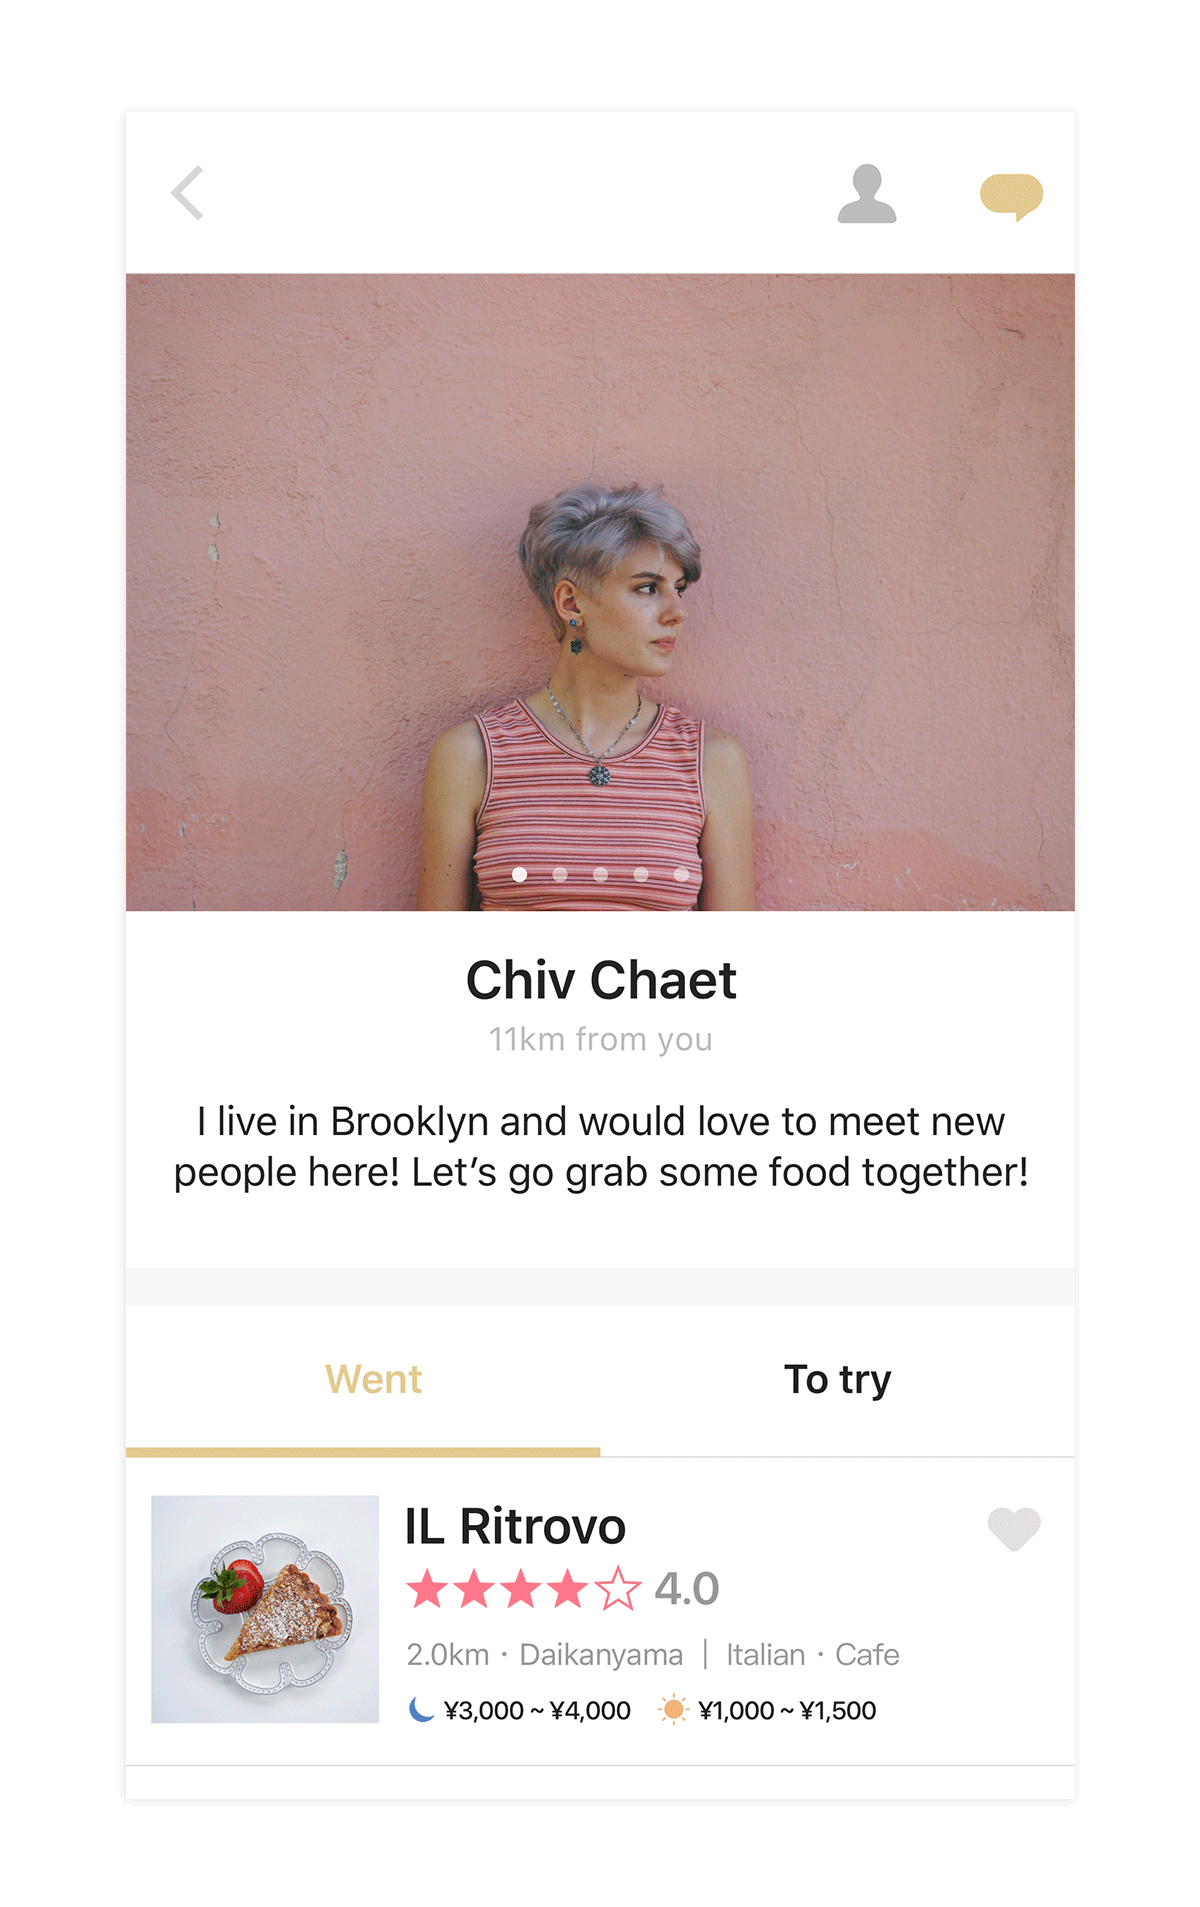 Chiv Chaet
11km from you
I live in Brooklyn and would love to meet new
people here! Let’s go grab some food together!
Went To try
IL Ritrovo
4.0
2.0km · Daikanyama | Italian · Cafe
¥3,000 ~ ¥4,000 ¥1,000 ~ ¥1,500